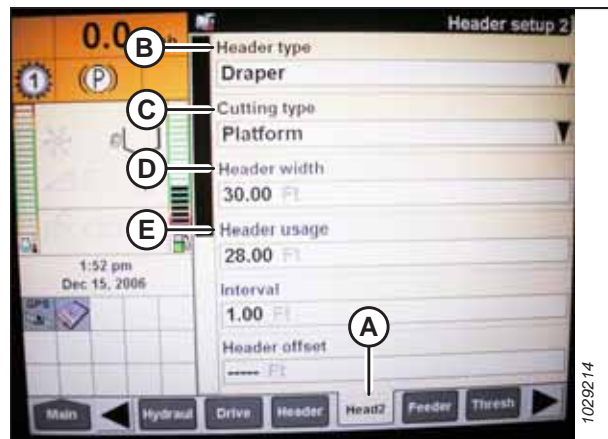 Header setup 2
0.0
B
Header type
Draper
1
P
C
Cutting type
Platform
D
Header width
30.00 Ft
E
Header usage
28.00 Ft
1:52 pm
Dec 15, 2006
Interval
1.00 Ft
GPS
A
Header offset
----- Ft
Main
Hydraul
Drive
Header
Head2
Feeder
Thresh
1029214